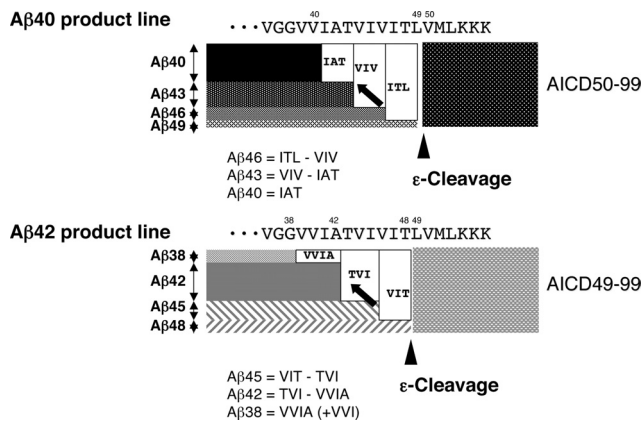 Aβ40 product line
40 49 50
···VGGVVIATVIVITLVMLKKK
Aβ40
Aβ43
Aβ46
Aβ49
IAT
VIV
ITL
AICD50-99
Aβ46 = ITL - VIV
Aβ43 = VIV - IAT
Aβ40 = IAT
ε-Cleavage
Aβ42 product line
38 42 48 49
···VGGVVIATVIVITLVMLKKK
Aβ38
Aβ42
Aβ45
Aβ48
VVIA
TVI
VIT
AICD49-99
Aβ45 = VIT - TVI
Aβ42 = TVI - VVIA
Aβ38 = VVIA (+VVI)
ε-Cleavage